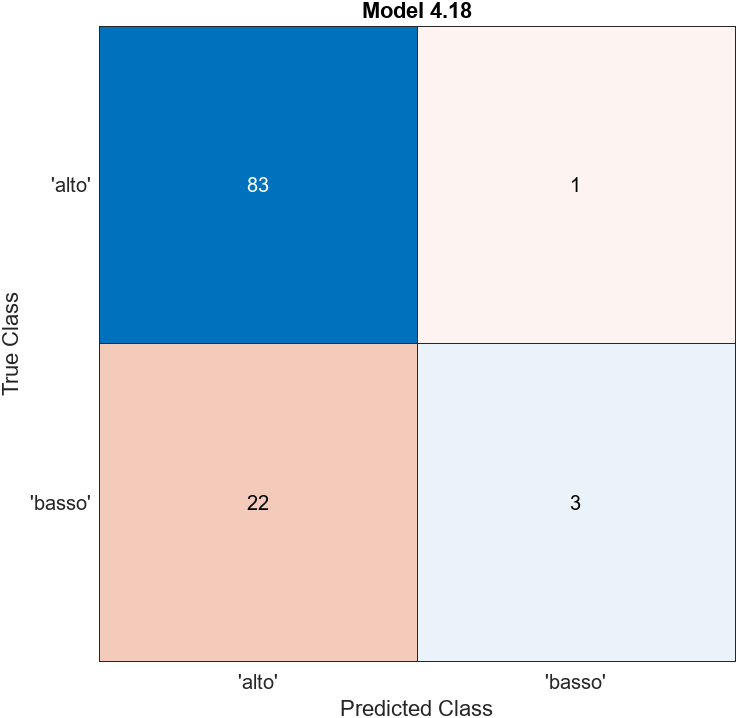 Model 4.18
'alto'
83
1
True Class
'basso'
22
3
'alto'
'basso'
Predicted Class